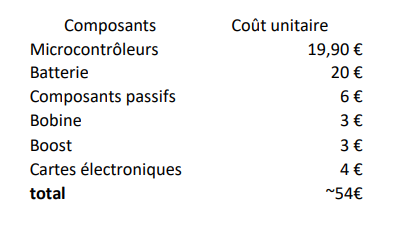 Composants Coût unitaire
Microcontrôleurs 19,90 €
Batterie 20 €
Composants passifs 6 €
Bobine 3 €
Boost 3 €
Cartes électroniques 4 €
total ~54€